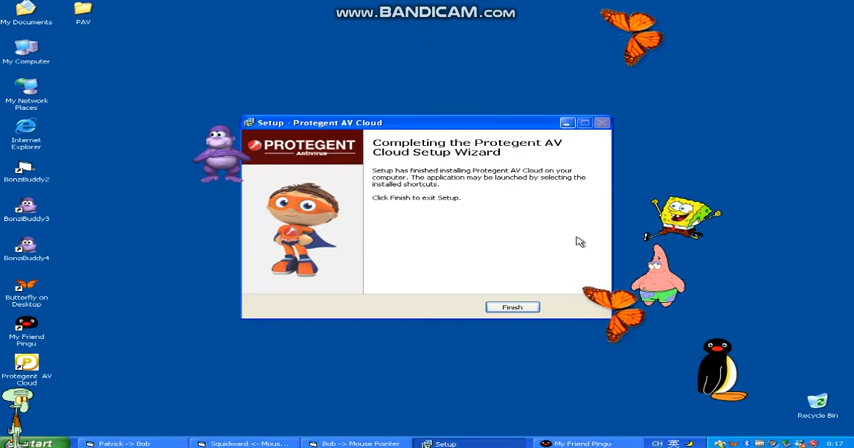 www.BANDICAM.com
My Documents
PAV
My Computer
My Network
Places
Internet
Explorer
BonziBuddy2
BonziBuddy3
BonziBuddy4
Butterfly on
Desktop
My Friend
Pingu
Protegent AV
Cloud
Setup - Protegent AV Cloud
PROTEGENT
Antivirus
Completing the Protegent AV
Cloud Setup Wizard
Setup has finished installing Protegent AV Cloud on your
computer. The application may be launched by selecting the
installed shortcuts.
Click Finish to exit Setup.
Finish
Recycle Bin
start
Patrick -> Bob
Squidward <- Mous...
Bob -> Mouse Pointer
Setup
My Friend Pingu
CH
英
8:17